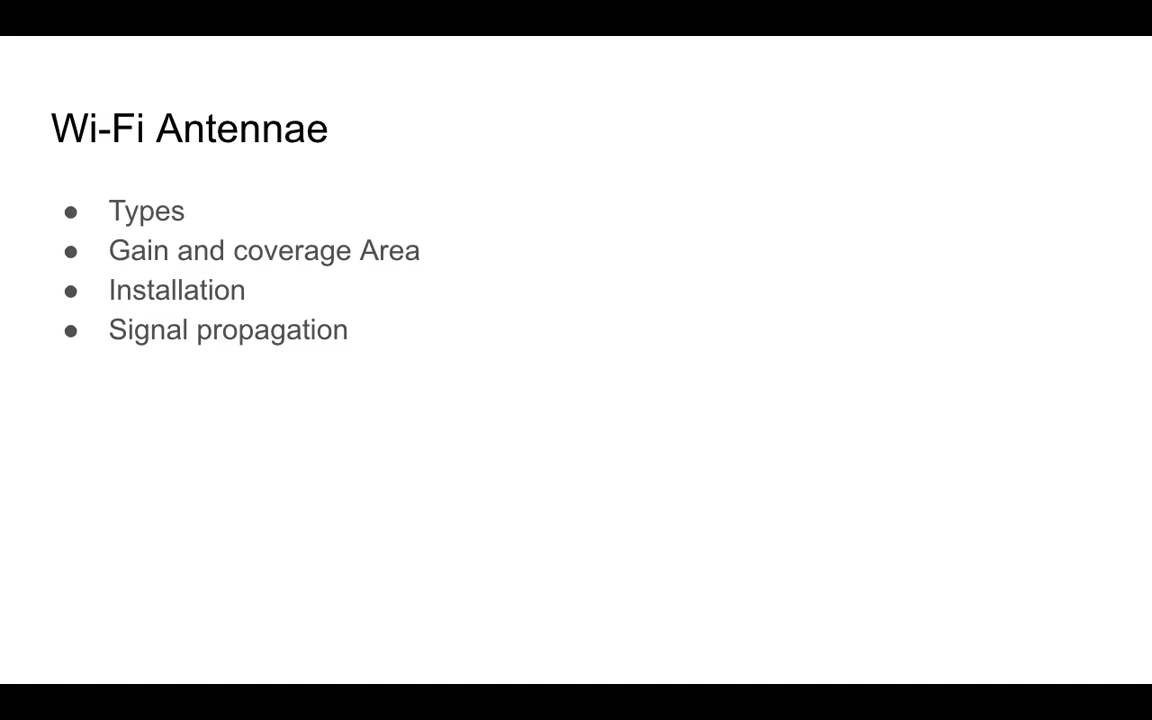 Wi-Fi Antennae
● Types
● Gain and coverage Area
● Installation
● Signal propagation